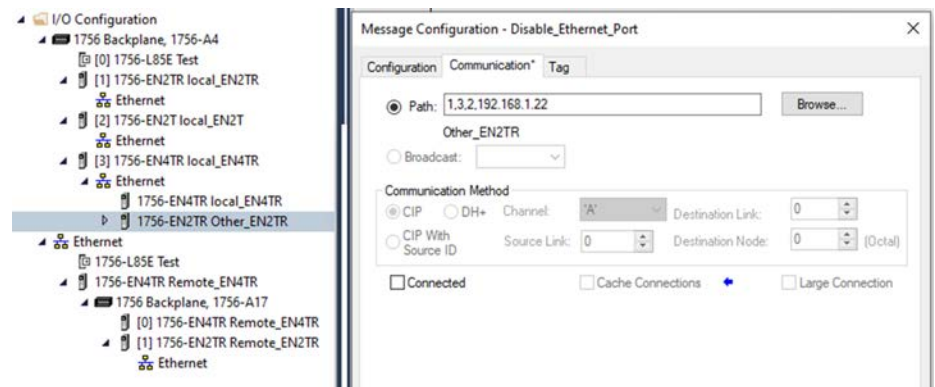 I/O Configuration
1756 Backplane, 1756-A4
[0] 1756-L85E Test
[1] 1756-EN2TR local_EN2TR
Ethernet
[2] 1756-EN2T local_EN2T
Ethernet
[3] 1756-EN4TR local_EN4TR
Ethernet
1756-EN4TR local_EN4TR
1756-EN2TR Other_EN2TR
Ethernet
1756-L85E Test
1756-EN4TR Remote_EN4TR
1756 Backplane, 1756-A17
[0] 1756-EN4TR Remote_EN4TR
[1] 1756-EN2TR Remote_EN2TR
Ethernet
Message Configuration - Disable_Ethernet_Port
Configuration Communication* Tag
Path: 1,3,2,192.168.1.22 Browse...
Other_EN2TR
Broadcast:
Communication Method
CIP DH+ Channel: 'A' Destination Link: 0
CIP With Source Link: 0 Destination Node: 0 (Octal)
Source ID
Connected Cache Connections Large Connection